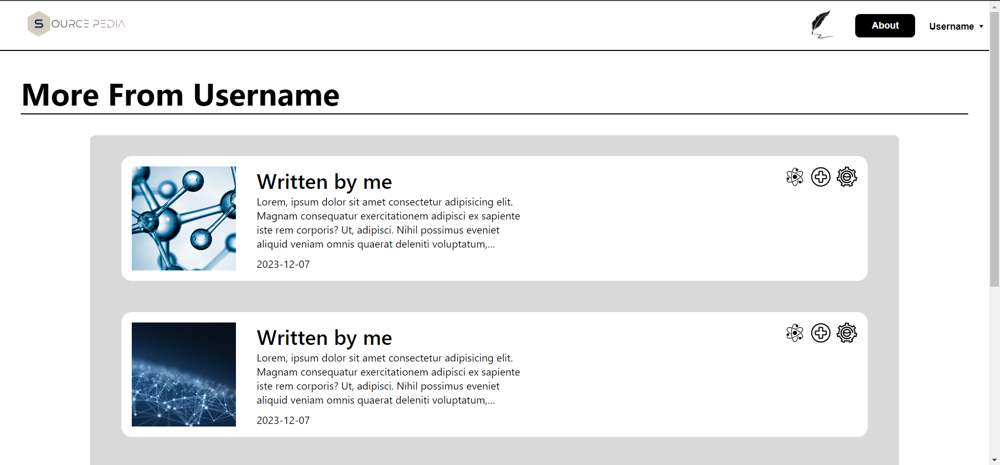 SOURCE PEDIA
About
Username
More From Username
Written by me
Lorem, ipsum dolor sit amet consectetur adipisicing elit.
Magnam consequatur exercitationem adipisci ex sapiente
iste rem corporis? Ut, adipisci. Nihil possimus eveniet
aliquid veniam omnis quaerat deleniti voluptatum,...
2023-12-07
Written by me
Lorem, ipsum dolor sit amet consectetur adipisicing elit.
Magnam consequatur exercitationem adipisci ex sapiente
iste rem corporis? Ut, adipisci. Nihil possimus eveniet
aliquid veniam omnis quaerat deleniti voluptatum,...
2023-12-07